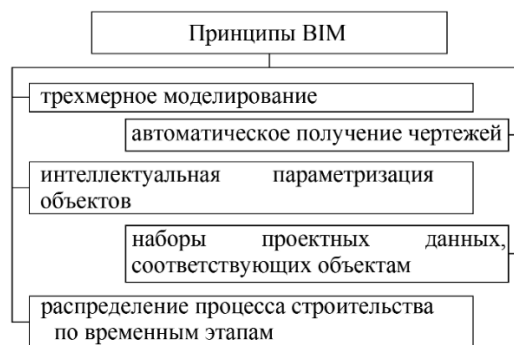 Принципы BIM
трехмерное моделирование
автоматическое получение чертежей
интеллектуальная параметризация
объектов
наборы проектных данных,
соответствующих объектам
распределение процесса строительства
по временным этапам